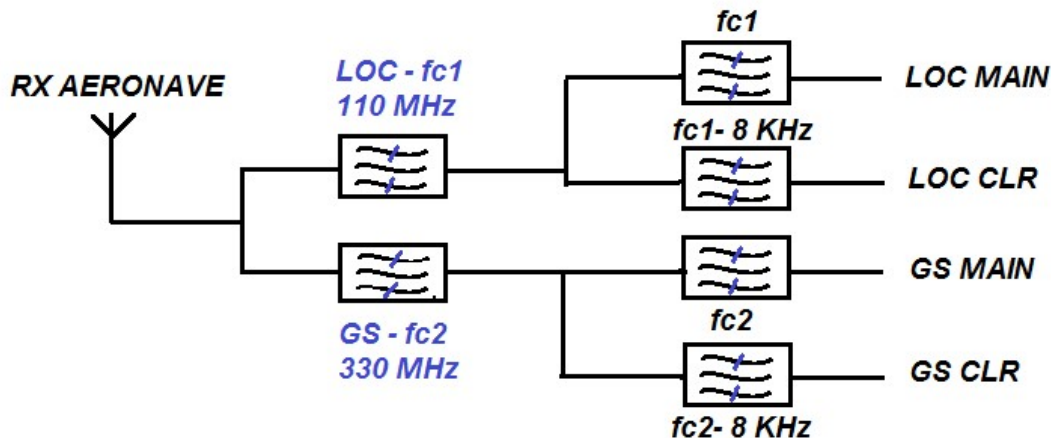 fc1
RX AERONAVE
LOC - fc1
110 MHz
LOC MAIN
fc1- 8 KHz
LOC CLR
GS MAIN
GS - fc2
330 MHz
fc2
GS CLR
fc2- 8 KHz